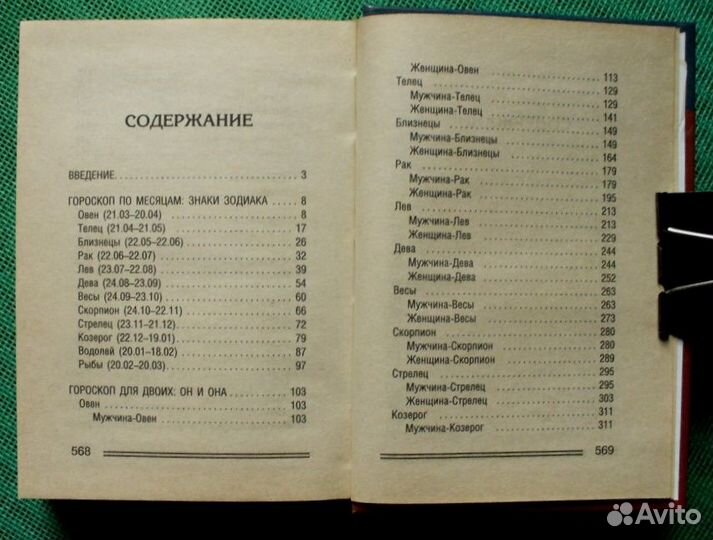 СОДЕРЖАНИЕ
ВВЕДЕНИЕ 3
ГОРОСКОП ПО МЕСЯЦАМ: ЗНАКИ ЗОДИАКА 8
Овен (21.03–20.04) 8
Телец (21.04–21.05) 17
Близнецы (22.05–22.06) 26
Рак (22.06–22.07) 32
Лев (23.07–22.08) 39
Дева (24.08–23.09) 54
Весы (24.09–23.10) 60
Скорпион (24.10–22.11) 66
Стрелец (23.11–21.12) 72
Козерог (22.12–19.01) 79
Водолей (20.01–18.02) 87
Рыбы (20.02–20.03) 97
ГОРОСКОП ДЛЯ ДВОИХ: ОН И ОНА 103
Овен 103
Мужчина-Овен 103
568
Женщина-Овен 113
Телец 129
Мужчина-Телец 129
Женщина-Телец 141
Близнецы 149
Мужчина-Близнецы 149
Женщина-Близнецы 164
Рак 179
Мужчина-Рак 179
Женщина-Рак 195
Лев 213
Мужчина-Лев 213
Женщина-Лев 229
Дева 244
Мужчина-Дева 244
Женщина-Дева 252
Весы 263
Мужчина-Весы 263
Женщина-Весы 273
Скорпион 280
Мужчина-Скорпион 280
Женщина-Скорпион 289
Стрелец 295
Мужчина-Стрелец 295
Женщина-Стрелец 303
Козерог 311
Мужчина-Козерог 311
569
Avito